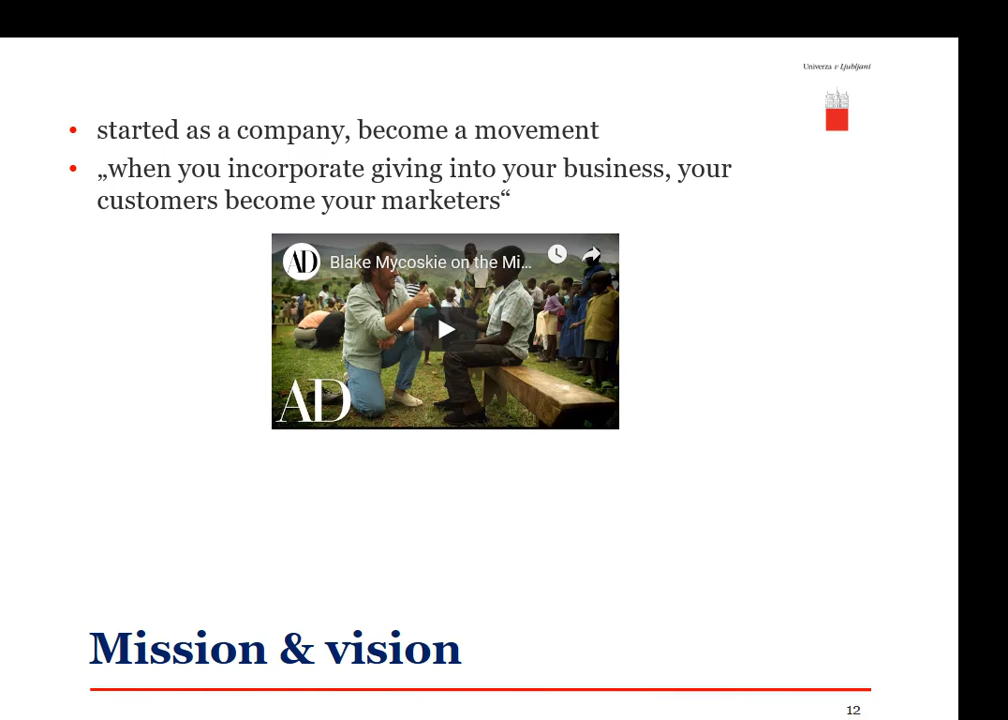 Univerza v Ljubljani
• started as a company, become a movement
• „when you incorporate giving into your business, your
customers become your marketers“
AD Blake Mycoskie on the Mi...
AD
Mission & vision
12